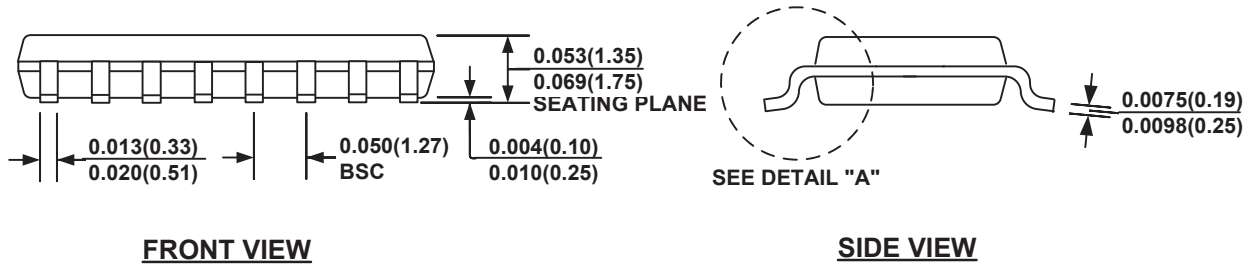 0.053(1.35)
0.069(1.75)
SEATING PLANE
0.013(0.33)
0.020(0.51)
0.050(1.27)
BSC
0.004(0.10)
0.010(0.25)
FRONT VIEW
0.0075(0.19)
0.0098(0.25)
SEE DETAIL "A"
SIDE VIEW